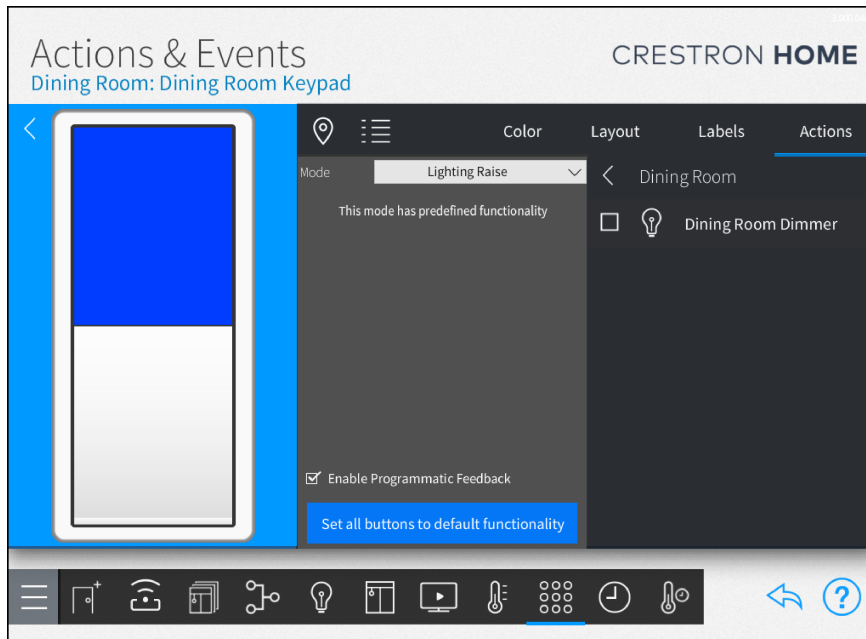 Actions & Events
CRESTRON HOME
Dining Room: Dining Room Keypad
Color Layout Labels Actions
Mode Lighting Raise
Dining Room
This mode has predefined functionality
Dining Room Dimmer
Enable Programmatic Feedback
Set all buttons to default functionality
?